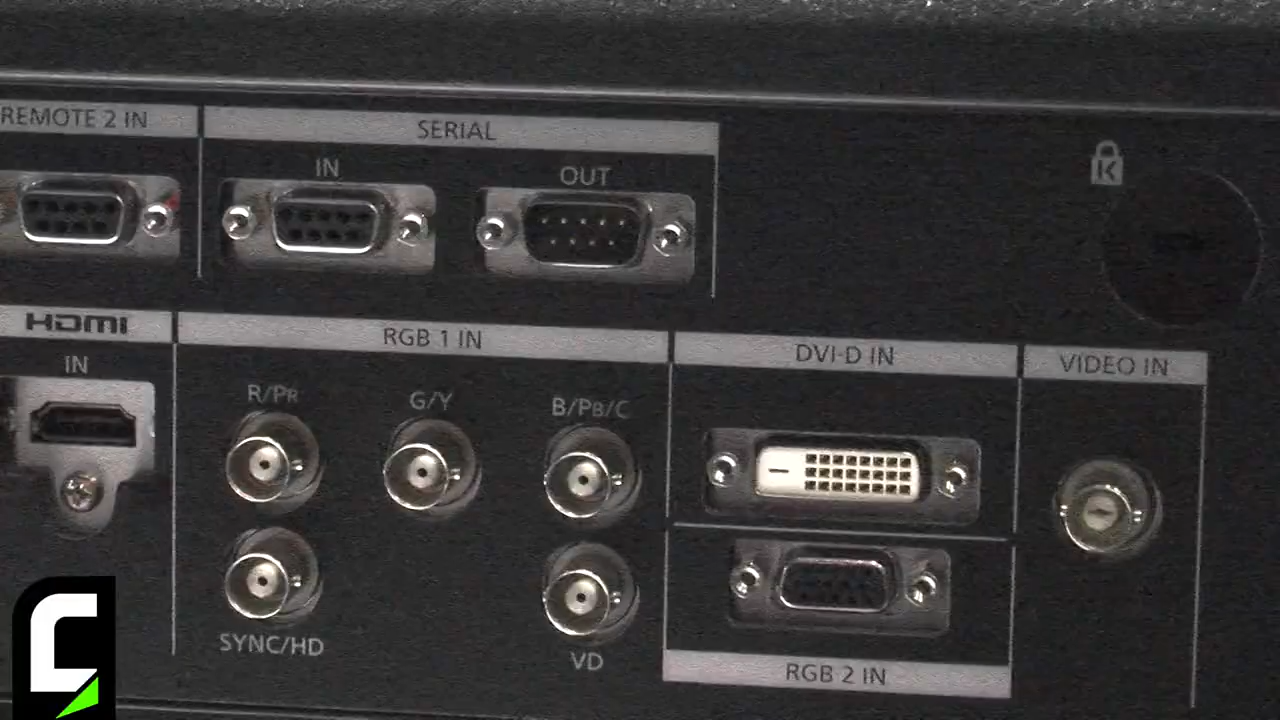 REMOTE 2 IN
SERIAL
IN
OUT
K
HDMI
IN
RGB 1 IN
DVI-D IN
VIDEO IN
R/PR
G/Y
B/PB/C
SYNC/HD
VD
RGB 2 IN